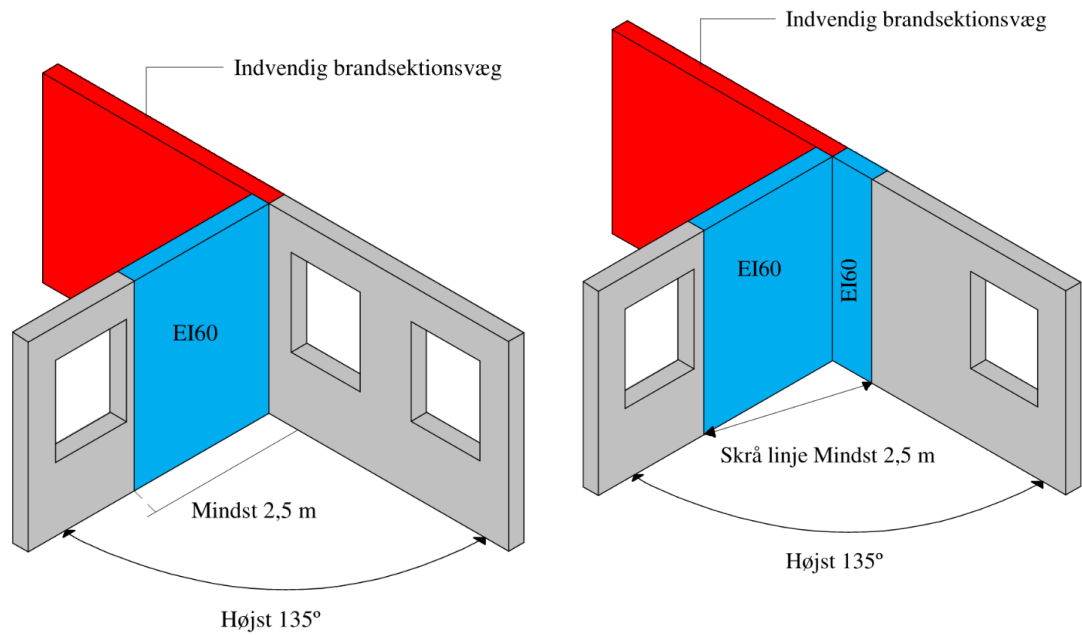 Indvendig brandsektionsvæg
EI60
Mindst 2,5 m
Højst 135º
Indvendig brandsektionsvæg
EI60
EI60
Skrå linje Mindst 2,5 m
Højst 135º